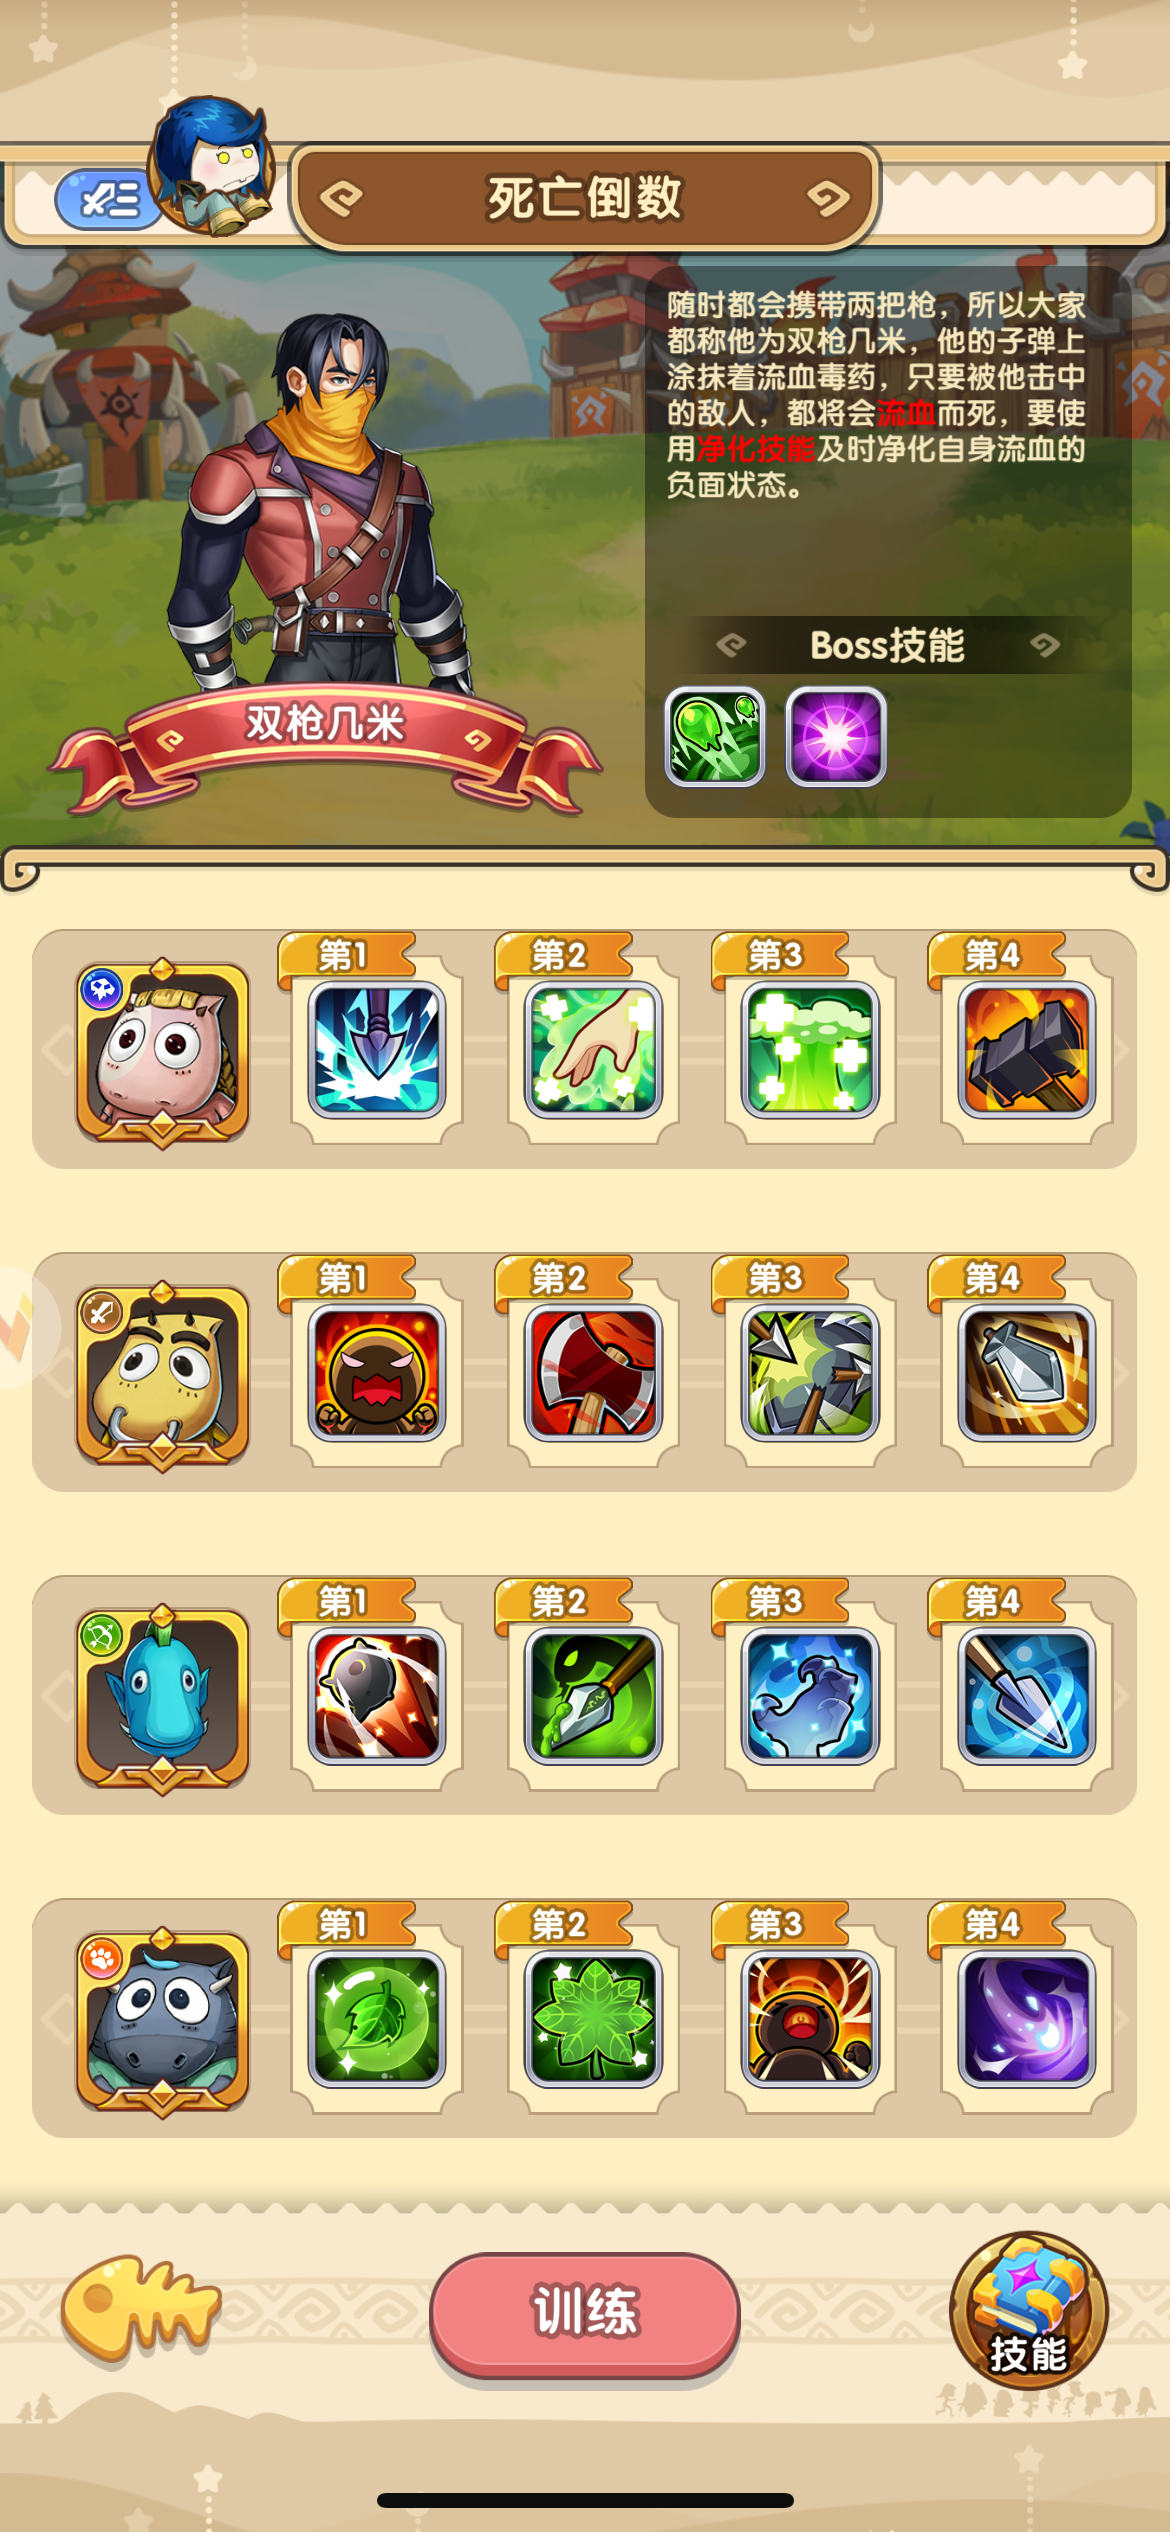 死亡倒数
随时都会携带两把枪，所以大家
都称他为双枪几米，他的子弹上
涂抹着流血毒药，只要被他击中
的敌人，都将会流血而死，要使
用净化技能及时净化自身流血的
负面状态。
Boss技能
双枪几米
第1 第2 第3 第4
第1 第2 第3 第4
第1 第2 第3 第4
第1 第2 第3 第4
训练
技能